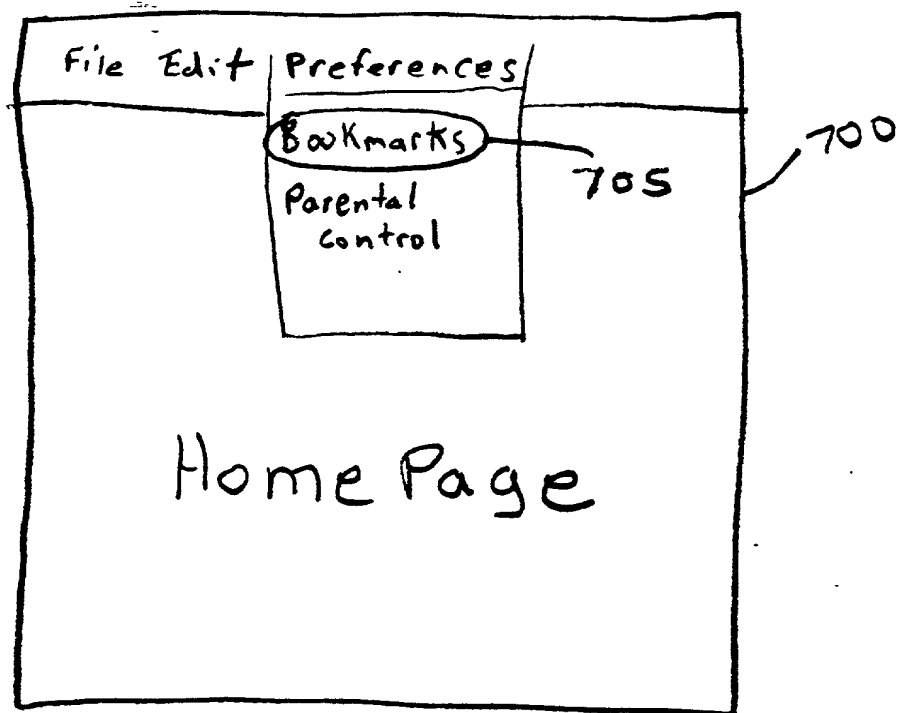 File Edit Preferences
Bookmarks
700
705
Parental
control
Home Page